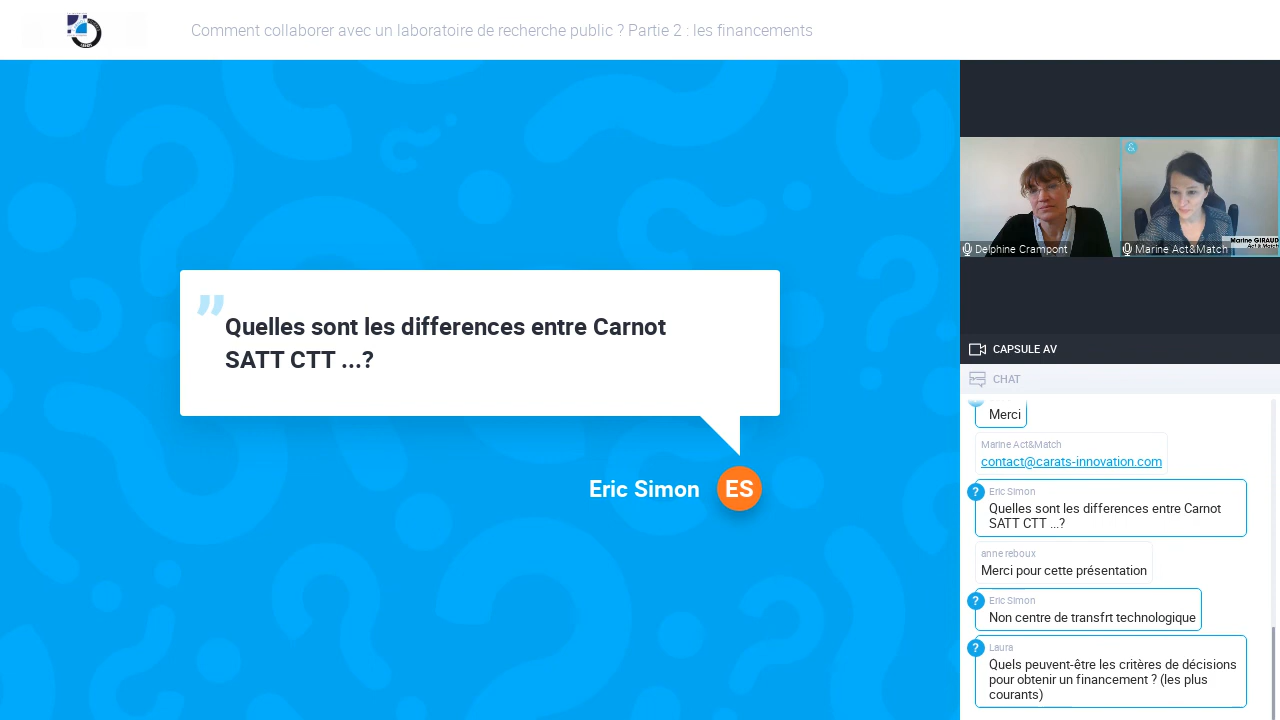 Comment collaborer avec un laboratoire de recherche public ? Partie 2 : les financements
Quelles sont les differences entre Carnot
SATT CTT ...?
Eric Simon
ES
Delphine Crampont
Marine Act&Match
Marine GIRAUD
Act & Match
CAPSULE AV
CHAT
Merci
Marine Act&Match
contact@carats-innovation.com
?
Eric Simon
Quelles sont les differences entre Carnot
SATT CTT ...?
anne reboux
Merci pour cette présentation
?
Eric Simon
Non centre de transfrt technologique
?
Laura
Quels peuvent-être les critères de décisions
pour obtenir un financement ? (les plus
courants)